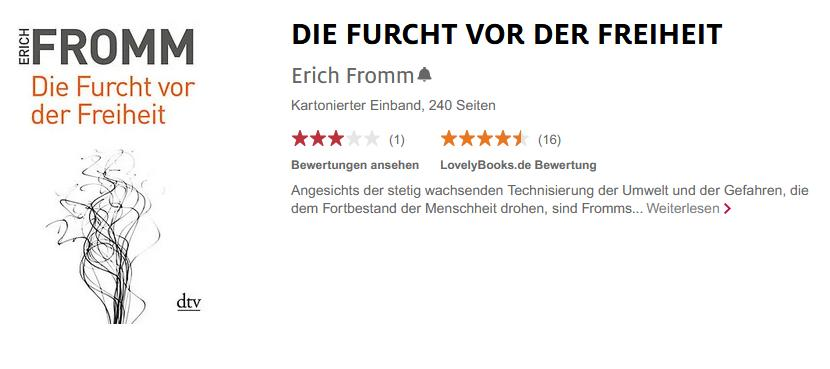 ERICH
FROMM
Die Furcht vor
der Freiheit
dtv
DIE FURCHT VOR DER FREIHEIT
Erich Fromm
Kartonierter Einband, 240 Seiten
(1)
(16)
Bewertungen ansehen
LovelyBooks.de Bewertung
Angesichts der stetig wachsenden Technisierung der Umwelt und der Gefahren, die
dem Fortbestand der Menschheit drohen, sind Fromms... Weiterlesen